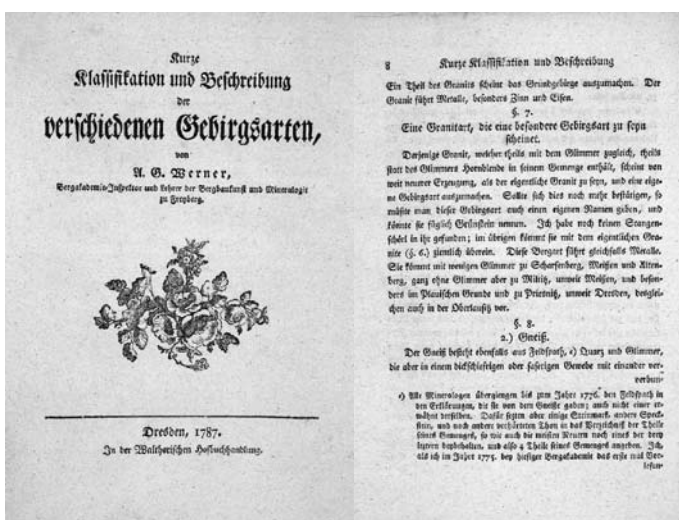 Kurze
Klassifikation und Beschreibung
der
verschiedenen Gebirgsarten,
von
A. G. Werner,
Bergakademie-Inspektor und Lehrer der Bergbaukunst und Mineralogie
zu Freyberg.
Dresden, 1787.
In der Waltherischen Hofbuchhandlung.
8 Kurze Klassifikation und Beschreibung
Ein Theil des Granits scheint das Grundgebirge auszumachen. Der
Granit führt Metalle, besonders Zinn und Eisen.
§. 7.
Eine Granitart, die eine besondere Gebirgsart zu seyn
scheinet.
Derjenige Granit, welcher theils mit dem Glimmer zugleich, theils
statt des Glimmers Hornblende in seinem Gemenge enthält, scheint von
weit neurer Erzeugung, als der eigentliche Granit zu seyn, und eine eige-
ne Gebirgsart auszumachen. Sollte sich dies noch mehr bestätigen, so
müßte man dieser Gebirgsart auch einen eigenen Namen geben, und
könnte sie füglich Grünstein nennen. Ich habe noch keinen Stangen-
schörl in ihr gefunden; im übrigen kömmt sie mit dem eigentlichen Gra-
nite (§. 6.) ziemlich überein. Diese Bergart führt gleichfalls Metalle.
Sie kömmt mit wenigen Glimmer zu Scharfenberg, Meißen und Alten-
berg, ganz ohne Glimmer aber zu Miltitz, unweit Meißen, und beson-
ders im Plauischen Grunde und zu Priesnitz, unweit Dresden, desglei-
chen auch in der Oberlausitz vor.
§. 8.
2.) Gneiß.
Der Gneiß besteht ebenfalls aus Feldspath, e) Quarz und Glimmer,
die aber in einem dickschiefrigen oder faserigen Gewebe mit einander ver-
verbun-
e) Alle Mineralogen übergiengen bis zum Jahr 1776. den Feldspath in
den Erklärungen, die sie von dem Gneiße gaben; auch nicht einer er-
wähnt desselben. Dafür setzten aber einige Steinmark, andere Speck-
stein, und noch andere verhärteten Thon in das Verzeichniß der Theile
seines Gemenges, so wie auch die meisten Neuern noch eines der drey
letztern beybehalten, und also 4 Theile seines Gemenges angeben. Ich,
als ich im Jahre 1775. bey hiesiger Bergakademie das erste mal Vor-
lesun-